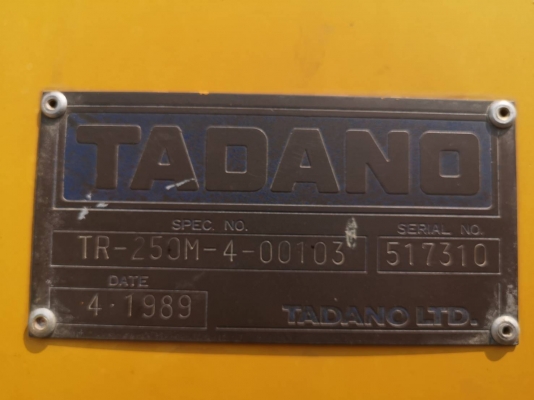 TADANO
SPEC. NO. SERIAL NO.
TR-250M-4-00103 517310
DATE
4·1989
TADANO LTD.